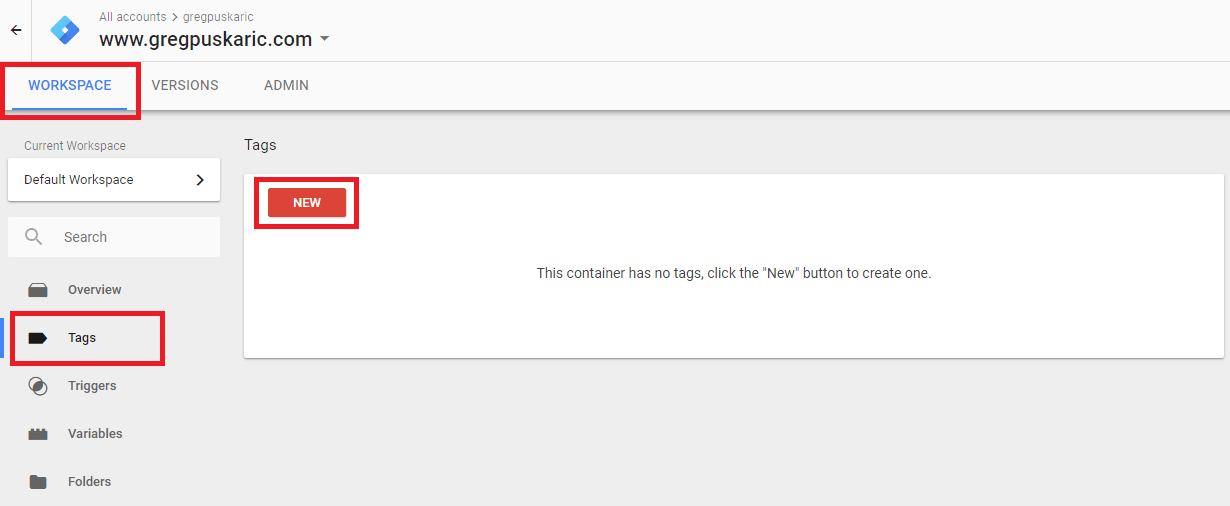 All accounts > gregpuskaric
www.gregpuskaric.com
WORKSPACE VERSIONS ADMIN
Current Workspace
Default Workspace
Search
Overview
Tags
Triggers
Variables
Folders
Tags
NEW
This container has no tags, click the "New" button to create one.